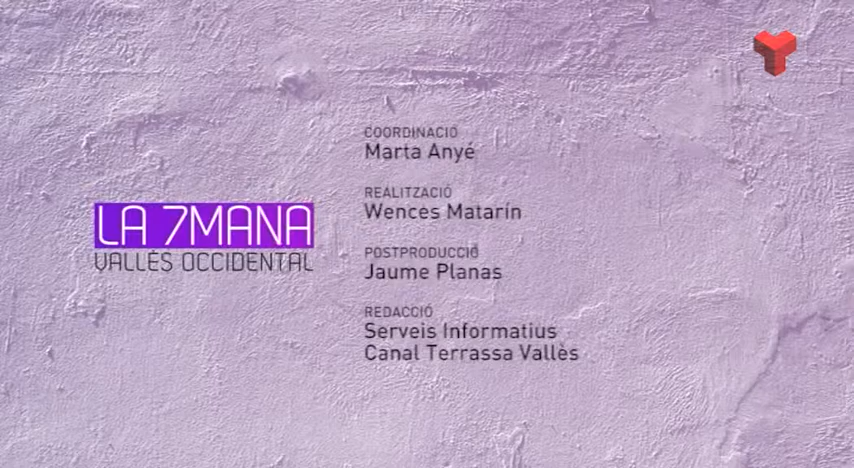 LA 7MANA
VALLÈS OCCIDENTAL
COORDINACIÓ
Marta Anyé
REALITZACIÓ
Wences Matarín
POSTPRODUCCIÓ
Jaume Planas
REDACCIÓ
Serveis Informatius
Canal Terrassa Vallès